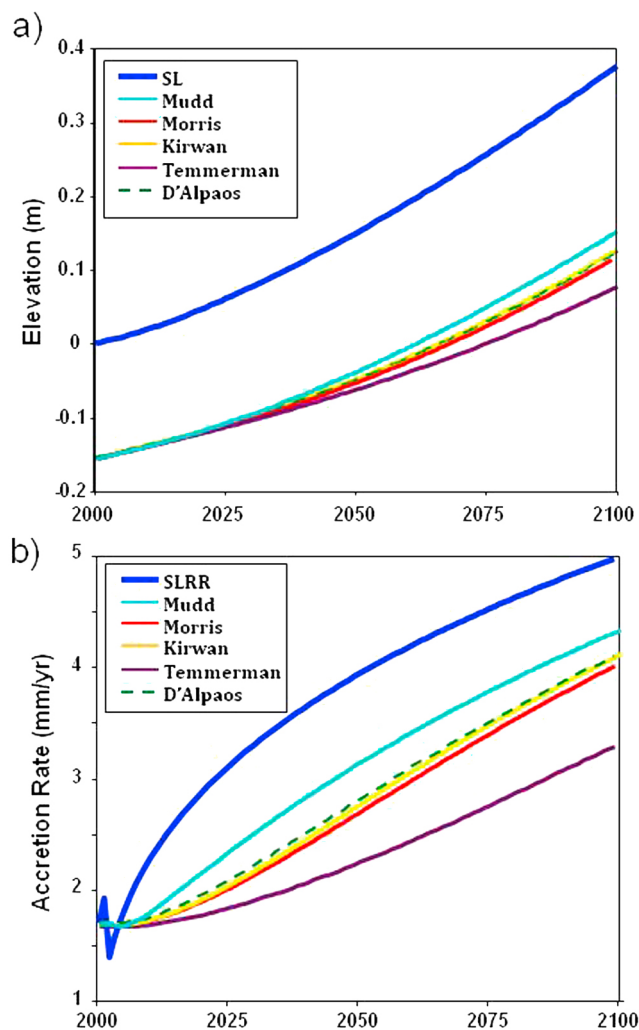 a)
0.4
0.3
0.2
0.1
0
-0.1
-0.2
Elevation (m)
SL
Mudd
Morris
Kirwan
Temmerman
D'Alpaos
2000 2025 2050 2075 2100
b)
5
4
3
2
1
Accretion Rate (mm/yr)
SLRR
Mudd
Morris
Kirwan
Temmerman
D'Alpaos
2000 2025 2050 2075 2100